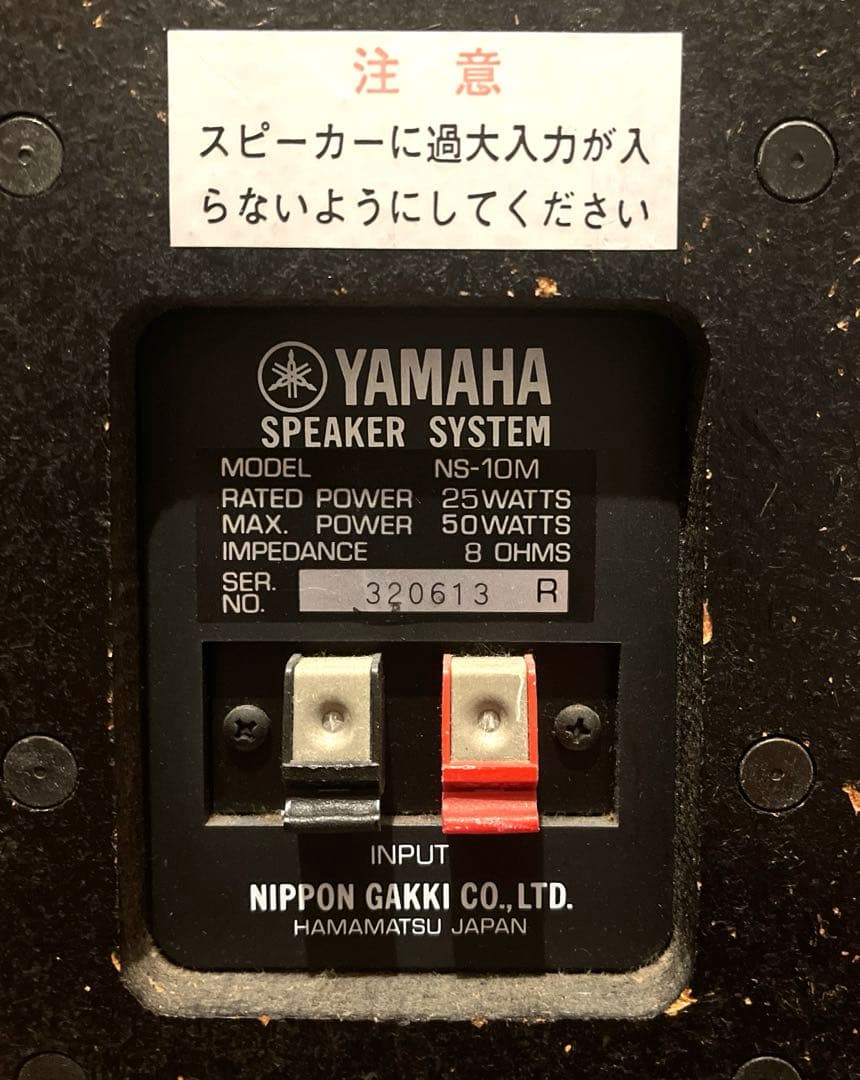 注 意
スピーカーに過大入力が入
らないようにしてください
YAMAHA
SPEAKER SYSTEM
MODEL NS-10M
RATED POWER 25WATTS
MAX. POWER 50WATTS
IMPEDANCE 8 OHMS
SER. NO. 320613 R
INPUT
NIPPON GAKKI CO.,LTD.
HAMAMATSU JAPAN